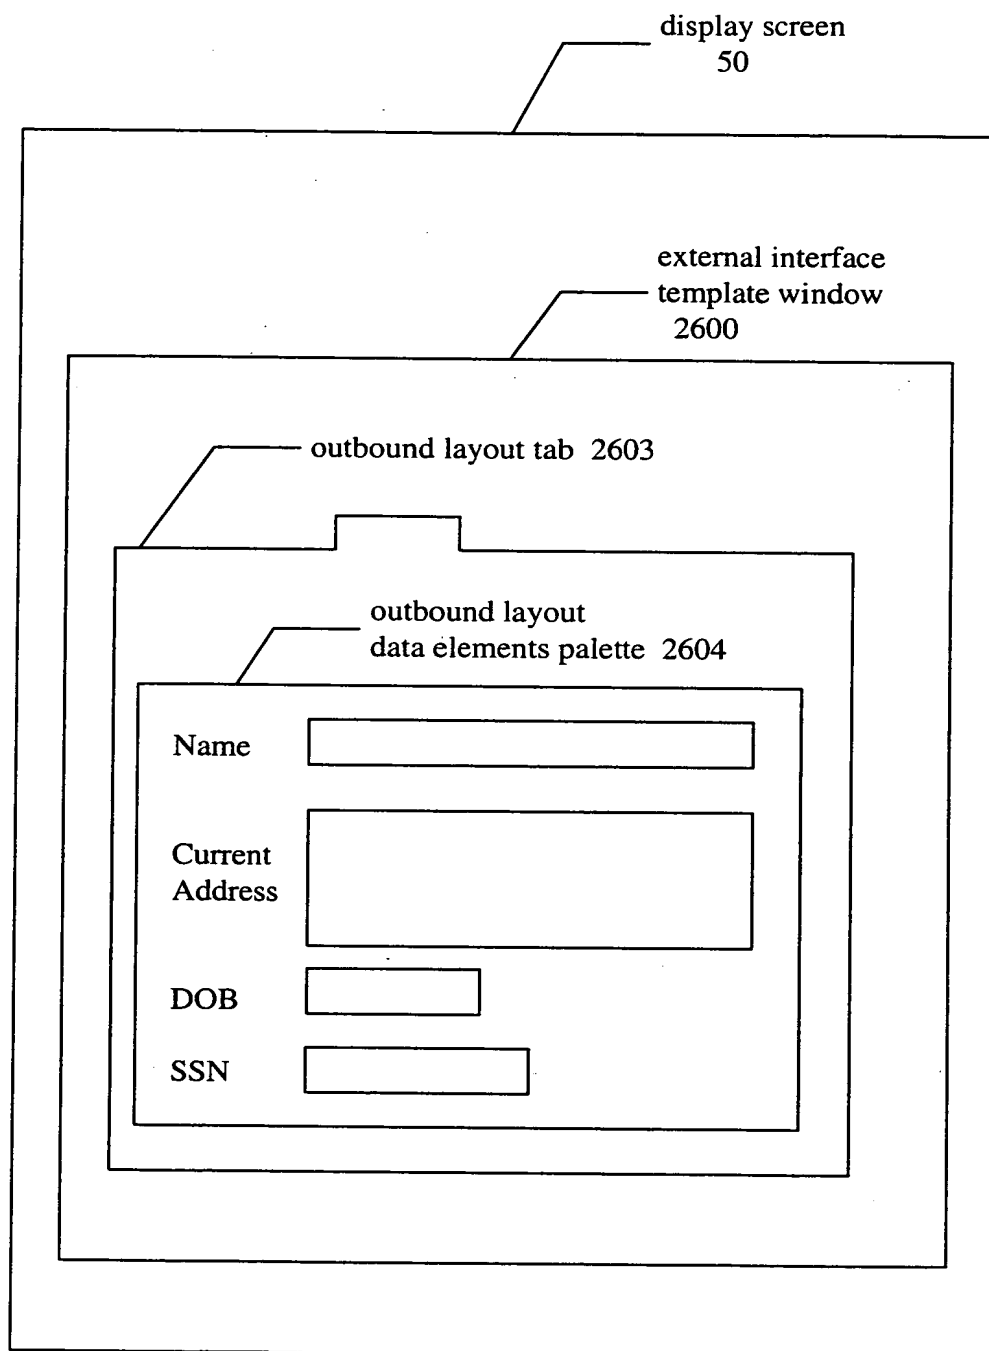 display screen
50
external interface
template window
2600
outbound layout tab 2603
outbound layout
data elements palette 2604
Name
Current
Address
DOB
SSN